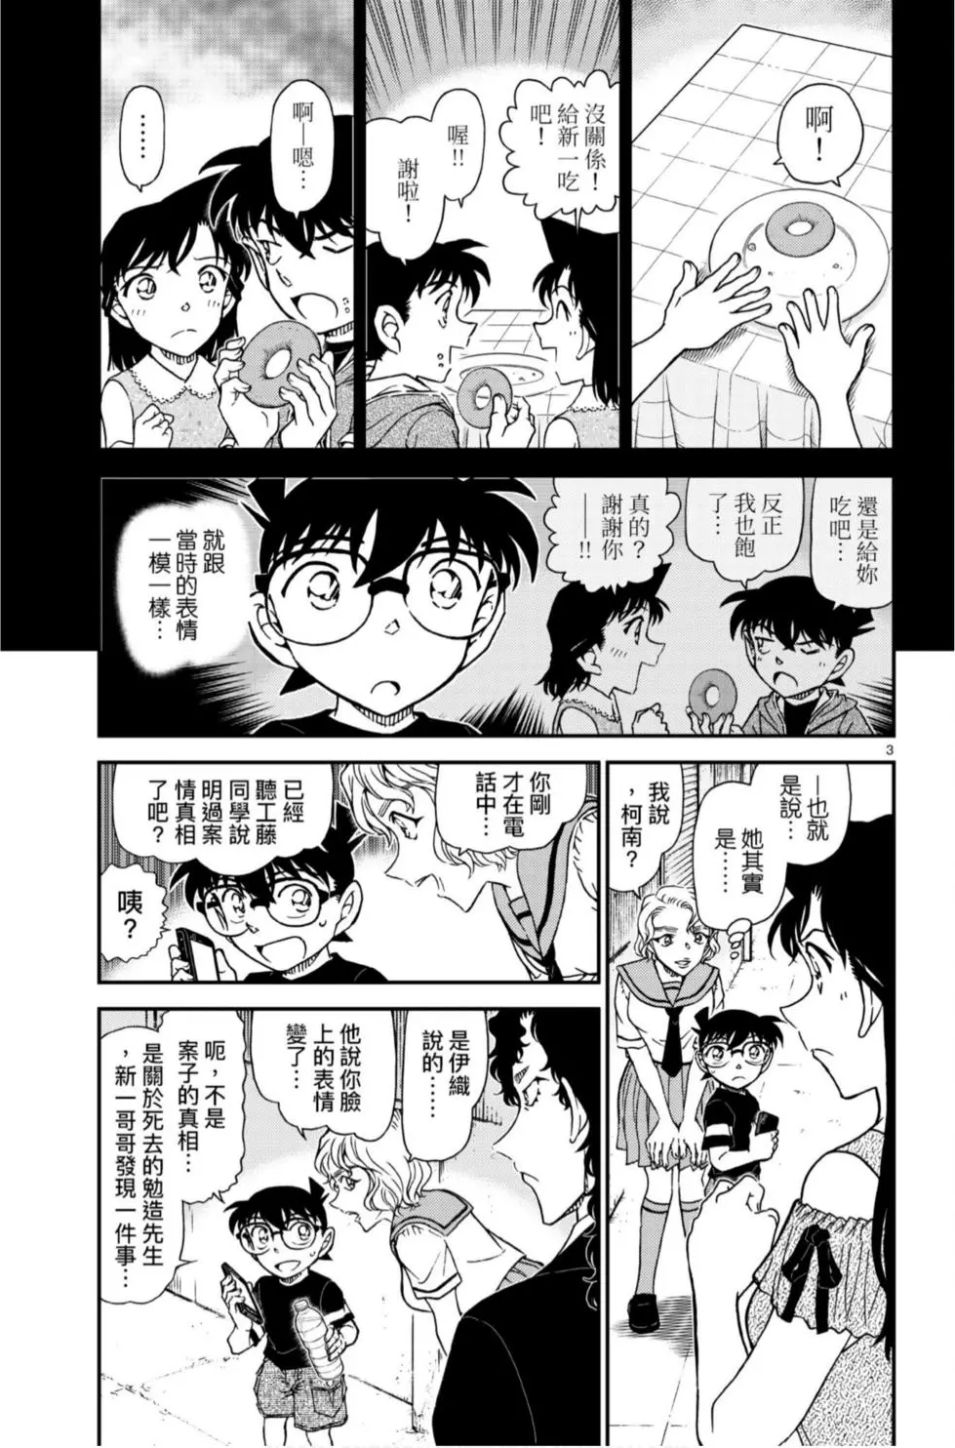 啊！
沒關係！
給新一吃
吧！
喔!!
謝啦！
啊—嗯…
……
還是給妳
吃吧…
反正
我也飽
了…
真的？
謝謝你
——!!
就跟
當時的表情
一模一樣…
3
—也就
是說…
她其實
是……
我說
，柯南？
你剛
才在電
話中…
已經
聽工藤
同學說
明過案
情真相
了吧？
咦？
是伊織
說的……
他說你臉
上的表情
變了…
呃，不是
案子的真相…
是關於死去的勉造先生
，新一哥哥發現一件事…